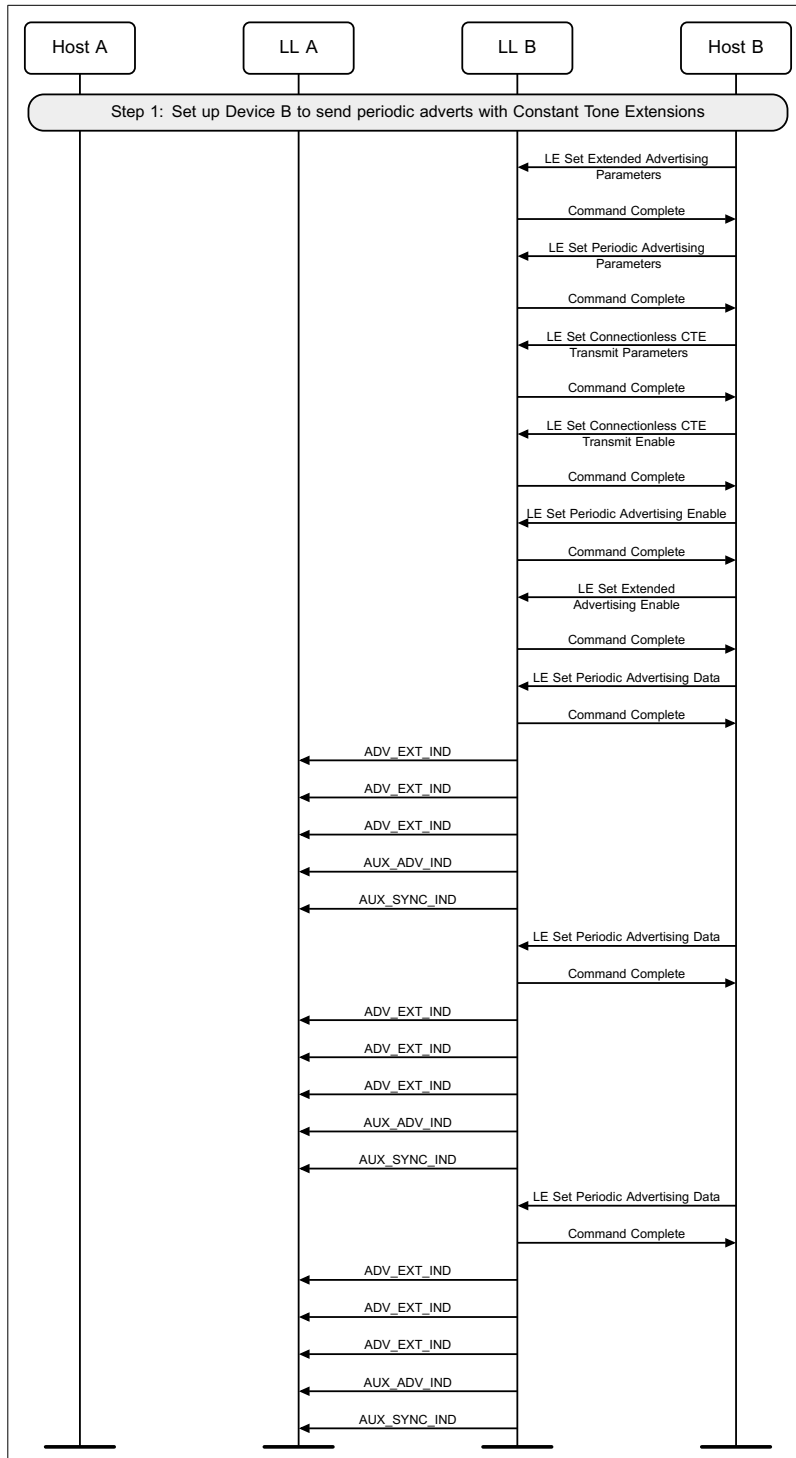 Host A
LL A
LL B
Host B
Step 1: Set up Device B to send periodic adverts with Constant Tone Extensions
LE Set Extended Advertising
Parameters
Command Complete
LE Set Periodic Advertising
Parameters
Command Complete
LE Set Connectionless CTE
Transmit Parameters
Command Complete
LE Set Connectionless CTE
Transmit Enable
Command Complete
LE Set Periodic Advertising Enable
Command Complete
LE Set Extended
Advertising Enable
Command Complete
LE Set Periodic Advertising Data
Command Complete
ADV_EXT_IND
ADV_EXT_IND
ADV_EXT_IND
AUX_ADV_IND
AUX_SYNC_IND
LE Set Periodic Advertising Data
Command Complete
ADV_EXT_IND
ADV_EXT_IND
ADV_EXT_IND
AUX_ADV_IND
AUX_SYNC_IND
LE Set Periodic Advertising Data
Command Complete
ADV_EXT_IND
ADV_EXT_IND
ADV_EXT_IND
AUX_ADV_IND
AUX_SYNC_IND